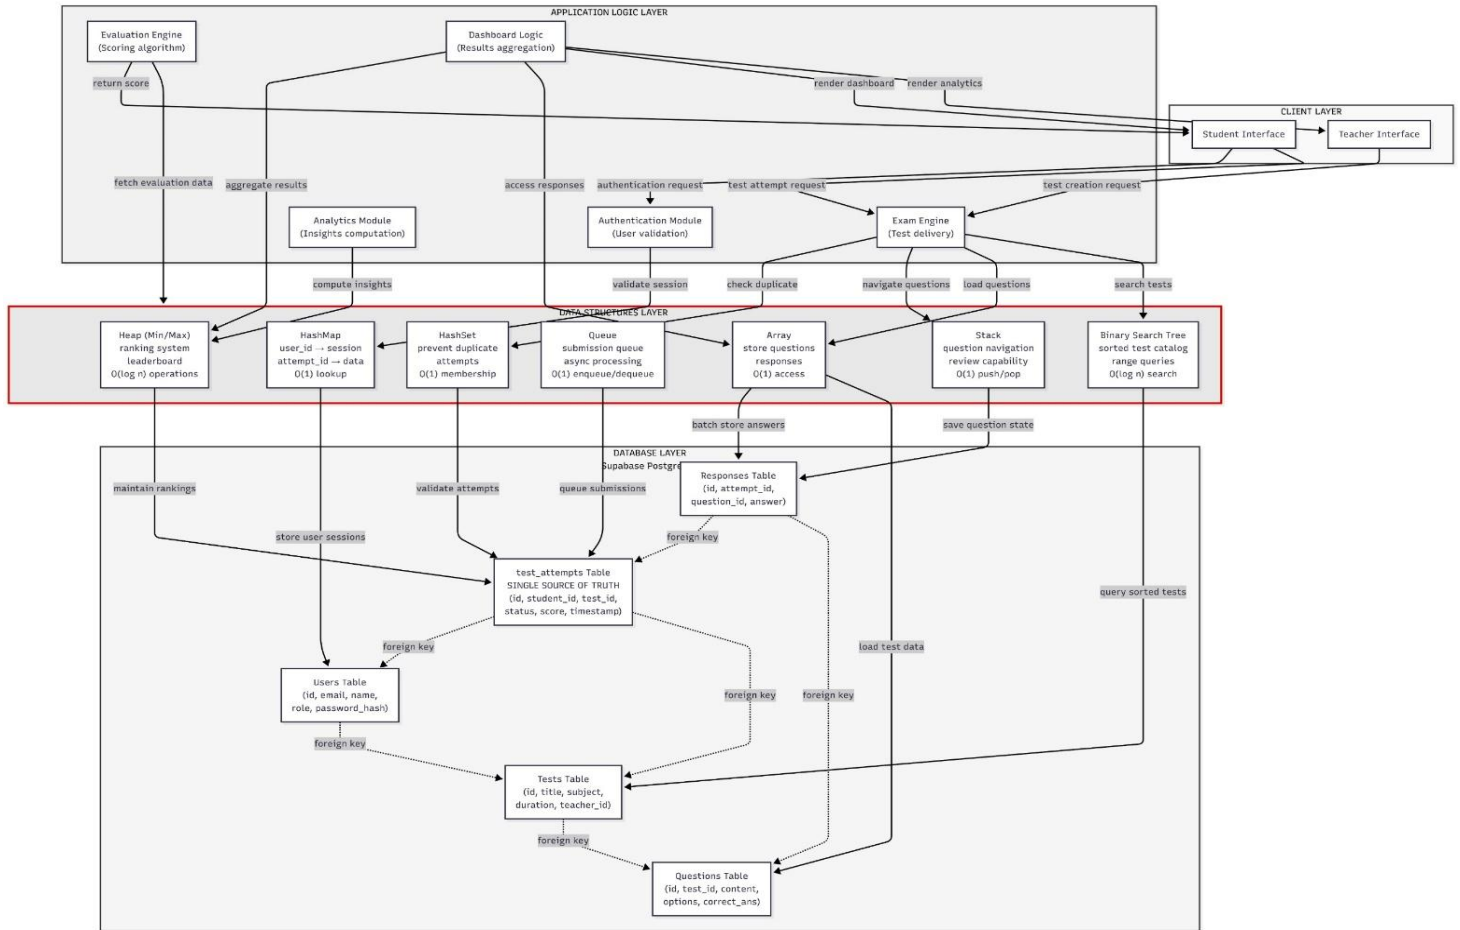 APPLICATION LOGIC LAYER
Evaluation Engine
(Scoring algorithm)
Dashboard Logic
(Results aggregation)
return score
render dashboard
render analytics
CLIENT LAYER
Student Interface
Teacher Interface
fetch evaluation data
aggregate results
access responses
authentication request
test attempt request
test creation request
Analytics Module
(Insights computation)
Authentication Module
(User validation)
Exam Engine
(Test delivery)
compute insights
validate session
check duplicate
navigate questions
load questions
search tests
DATA STRUCTURES LAYER
Heap (Min/Max)
ranking system
leaderboard
O(log n) operations
HashMap
user_id → session
attempt_id → data
O(1) lookup
HashSet
prevent duplicate
attempts
O(1) membership
Queue
submission queue
async processing
O(1) enqueue/dequeue
Array
store questions
responses
O(1) access
Stack
question navigation
review capability
O(1) push/pop
Binary Search Tree
sorted test catalog
range queries
O(log n) search
batch store answers
save question state
DATABASE LAYER
Supabase Postgre
Responses Table
(id, attempt_id,
question_id, answer)
maintain rankings
validate attempts
queue submissions
store user sessions
foreign key
test_attempts Table
SINGLE SOURCE OF TRUTH
(id, student_id, test_id,
status, score, timestamp)
query sorted tests
foreign key
load test data
Users Table
(id, email, name,
role, password_hash)
foreign key
foreign key
foreign key
Tests Table
(id, title, subject,
duration, teacher_id)
foreign key
Questions Table
(id, test_id, content,
options, correct_ans)